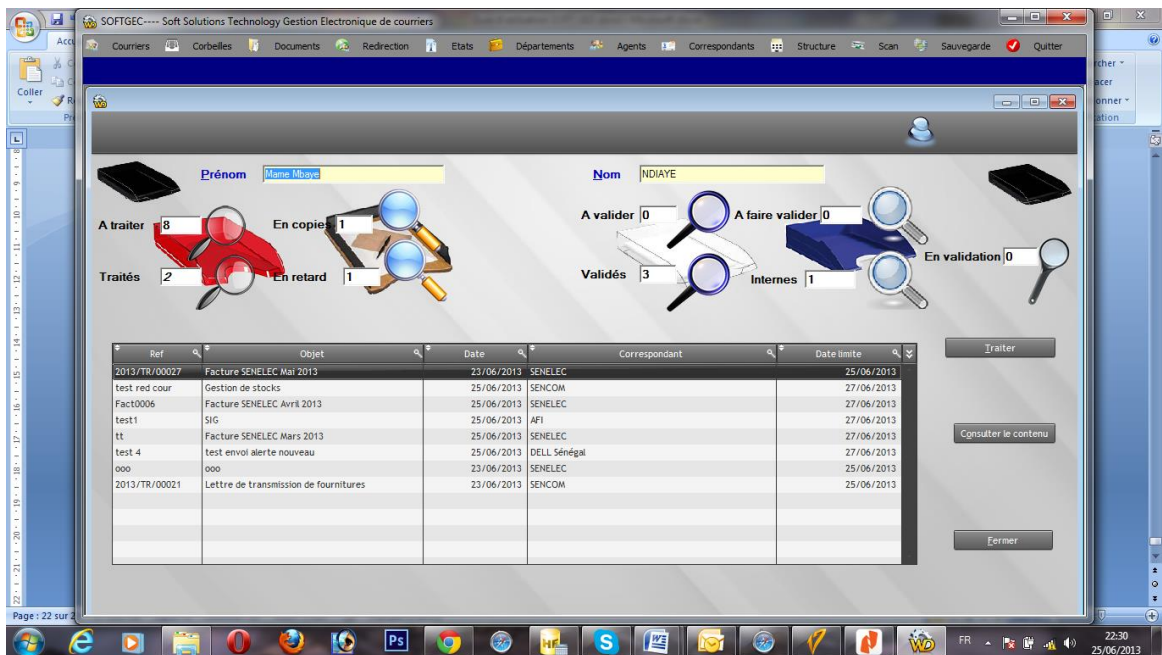 SOFTGEC---- Soft Solutions Technology Gestion Electronique de courriers
Courriers Corbeilles Documents Redirection Etats Départements Agents Correspondants Structure Scan Sauvegarde Quitter
Coller
Prénom Mame Mbaye Nom NDIAYE
A traiter 8 En copies 1 A valider 0 A faire valider 0
En validation 0
Traités 2 En retard 1 Validés 3 Internes 1
Ref Objet Date Correspondant Date limite
2013/TR/00027 Facture SENELEC Mai 2013 23/06/2013 SENELEC 25/06/2013
test red cour Gestion de stocks 25/06/2013 SENCOM 27/06/2013
Fact0006 Facture SENELEC Avril 2013 25/06/2013 SENELEC 27/06/2013
test1 SIG 25/06/2013 AFI 27/06/2013
tt Facture SENELEC Mars 2013 25/06/2013 SENELEC 27/06/2013
test 4 test envoi alerte nouveau 25/06/2013 DELL Sénégal 27/06/2013
ooo ooo 23/06/2013 SENELEC 25/06/2013
2013/TR/00021 Lettre de transmission de fournitures 23/06/2013 SENCOM 25/06/2013
Traiter
Consulter le contenu
Fermer
Page : 22 sur 2
Ps HF S W WD FR 22:30
25/06/2013